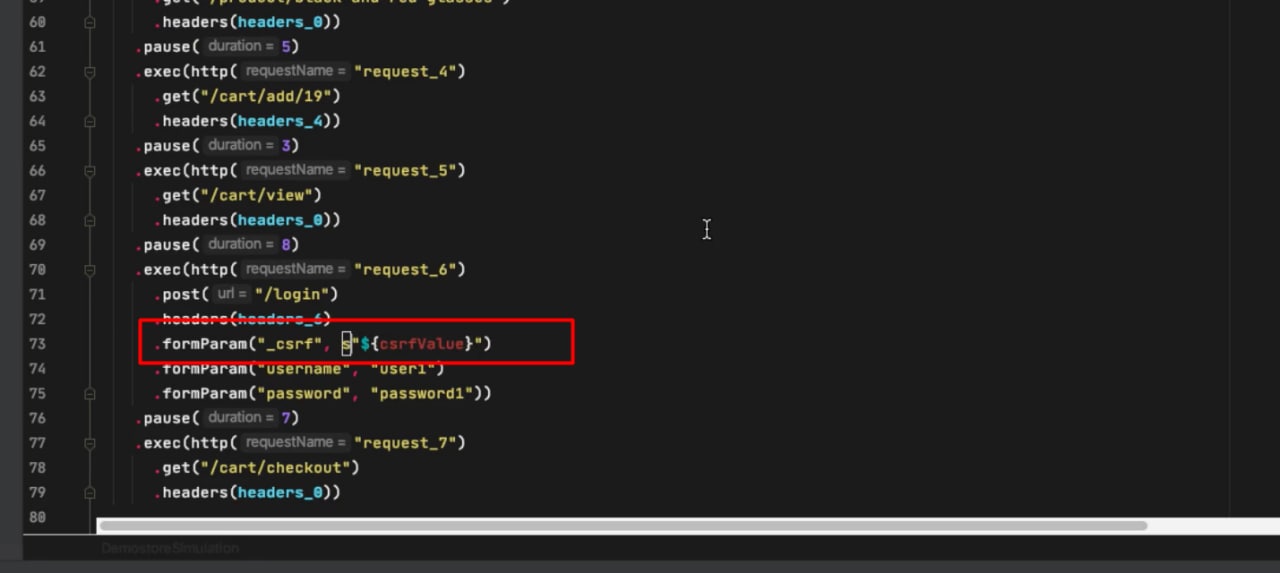 60 .headers(headers_0))
61 .pause( duration = 5)
62 .exec(http( requestName = "request_4")
63 .get("/cart/add/19")
64 .headers(headers_4))
65 .pause( duration = 3)
66 .exec(http( requestName = "request_5")
67 .get("/cart/view")
68 .headers(headers_0))
69 .pause( duration = 8)
70 .exec(http( requestName = "request_6")
71 .post( url = "/login")
72 .headers(headers_6)
73 .formParam("_csrf", s"${csrfValue}")
74 .formParam("username", "user1")
75 .formParam("password", "password1"))
76 .pause( duration = 7)
77 .exec(http( requestName = "request_7")
78 .get("/cart/checkout")
79 .headers(headers_0))
80
DemostoreSimulation